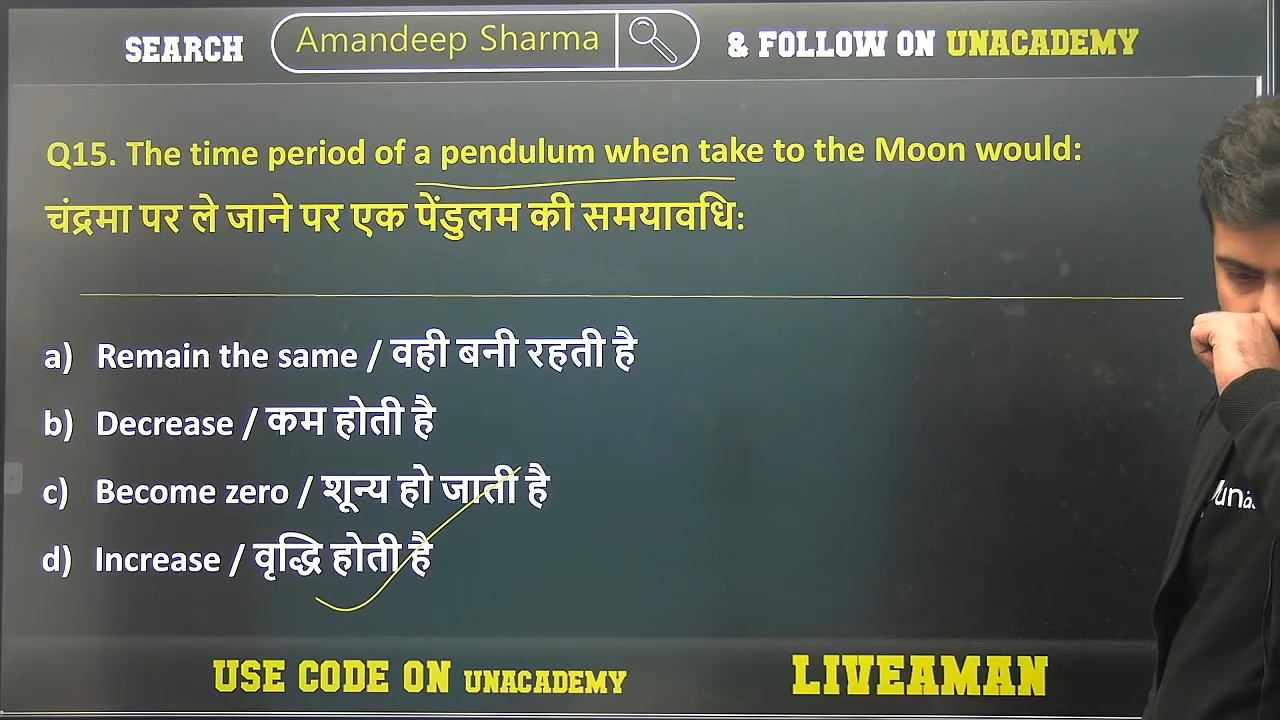 SEARCH Amandeep Sharma & FOLLOW ON UNACADEMY
Q15. The time period of a pendulum when take to the Moon would:
चंद्रमा पर ले जाने पर एक पेंडुलम की समयावधि:
a) Remain the same / वही बनी रहती है
b) Decrease / कम होती है
c) Become zero / शून्य हो जाती है
d) Increase / वृद्धि होती है
USE CODE ON UNACADEMY LIVEAMAN